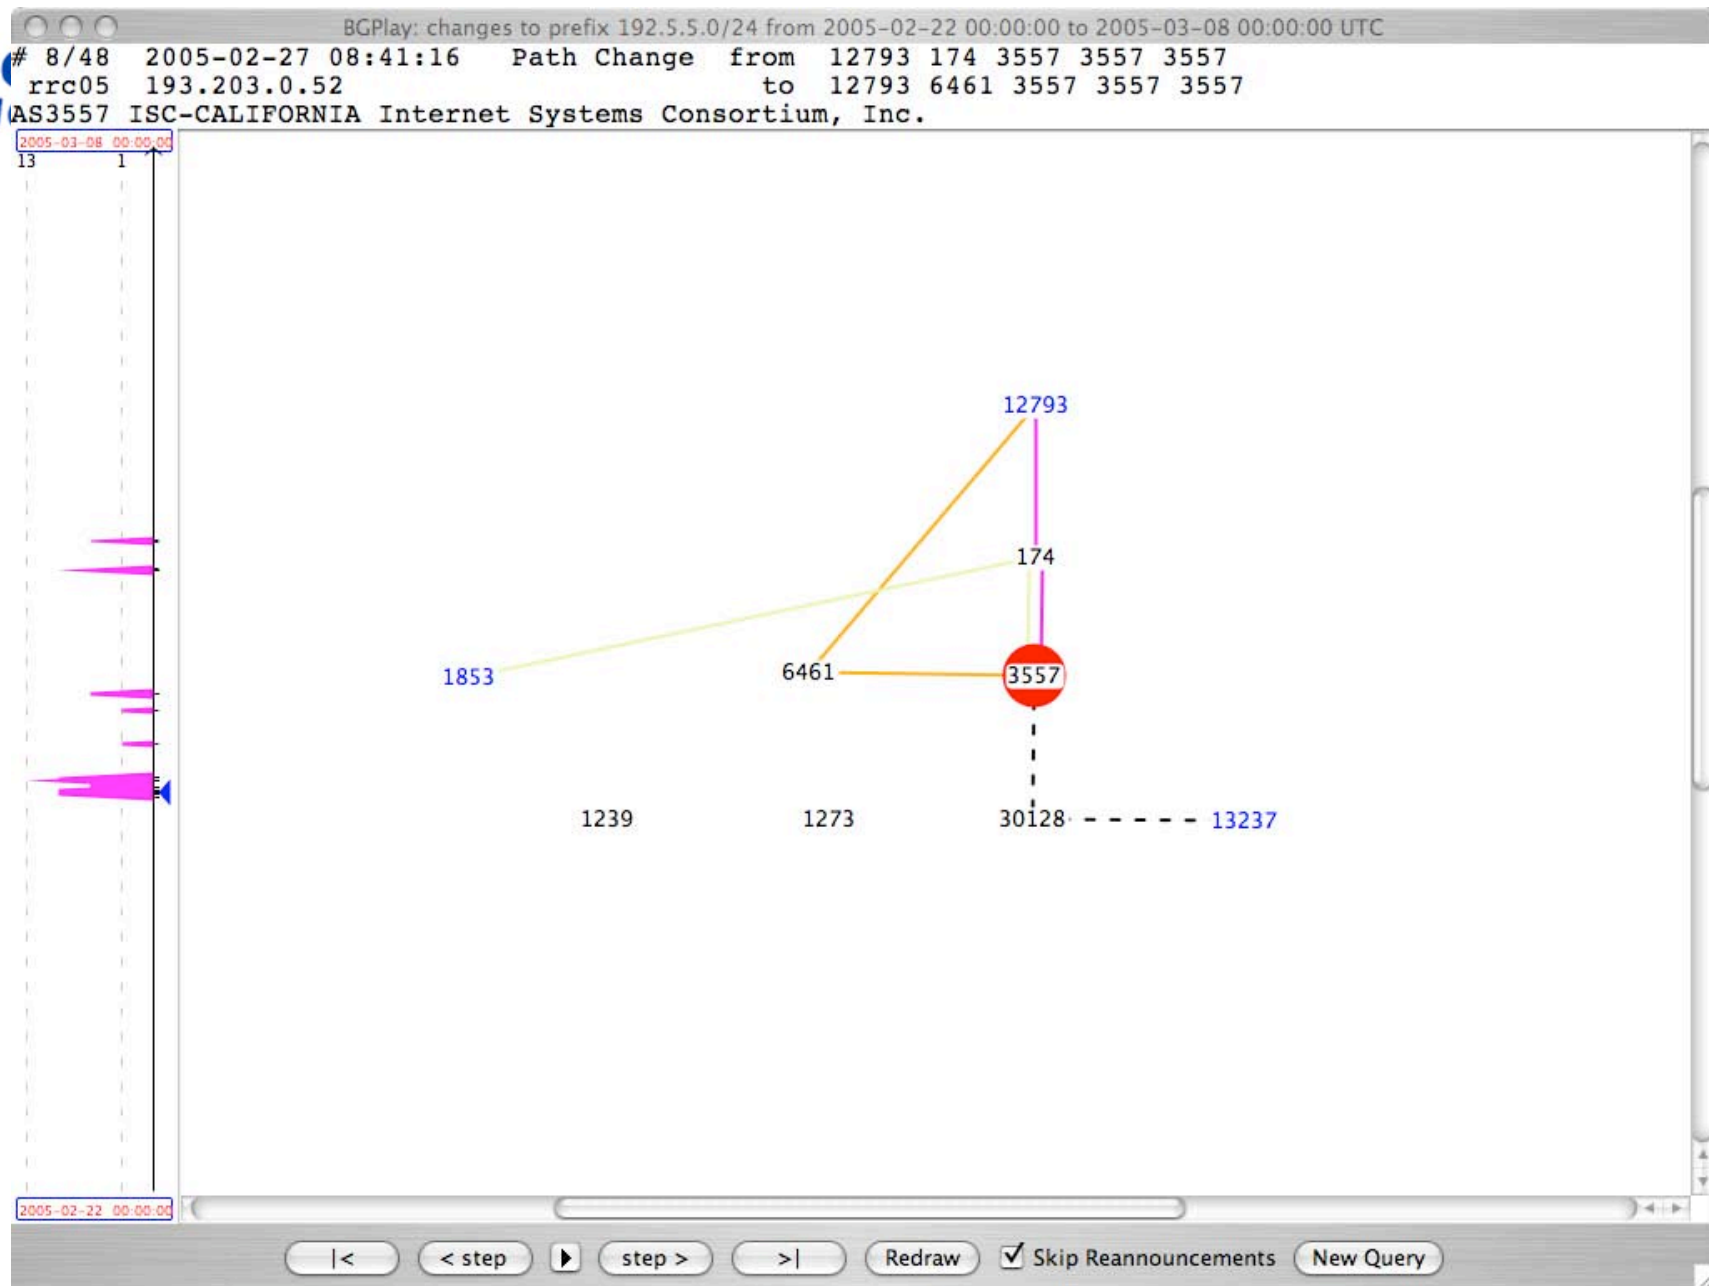 BGPlay: changes to prefix 192.5.5.0/24 from 2005-02-22 00:00:00 to 2005-03-08 00:00:00 UTC
# 8/48 2005-02-27 08:41:16 Path Change from 12793 174 3557 3557 3557
rrc05 193.203.0.52 to 12793 6461 3557 3557 3557
AS3557 ISC-CALIFORNIA Internet Systems Consortium, Inc.
2005-03-08 00:00:00
13 1
12793
174
1853 6461 3557
1239 1273 30128 13237
2005-02-22 00:00:00
|< < step step > >| Redraw Skip Reannouncements New Query